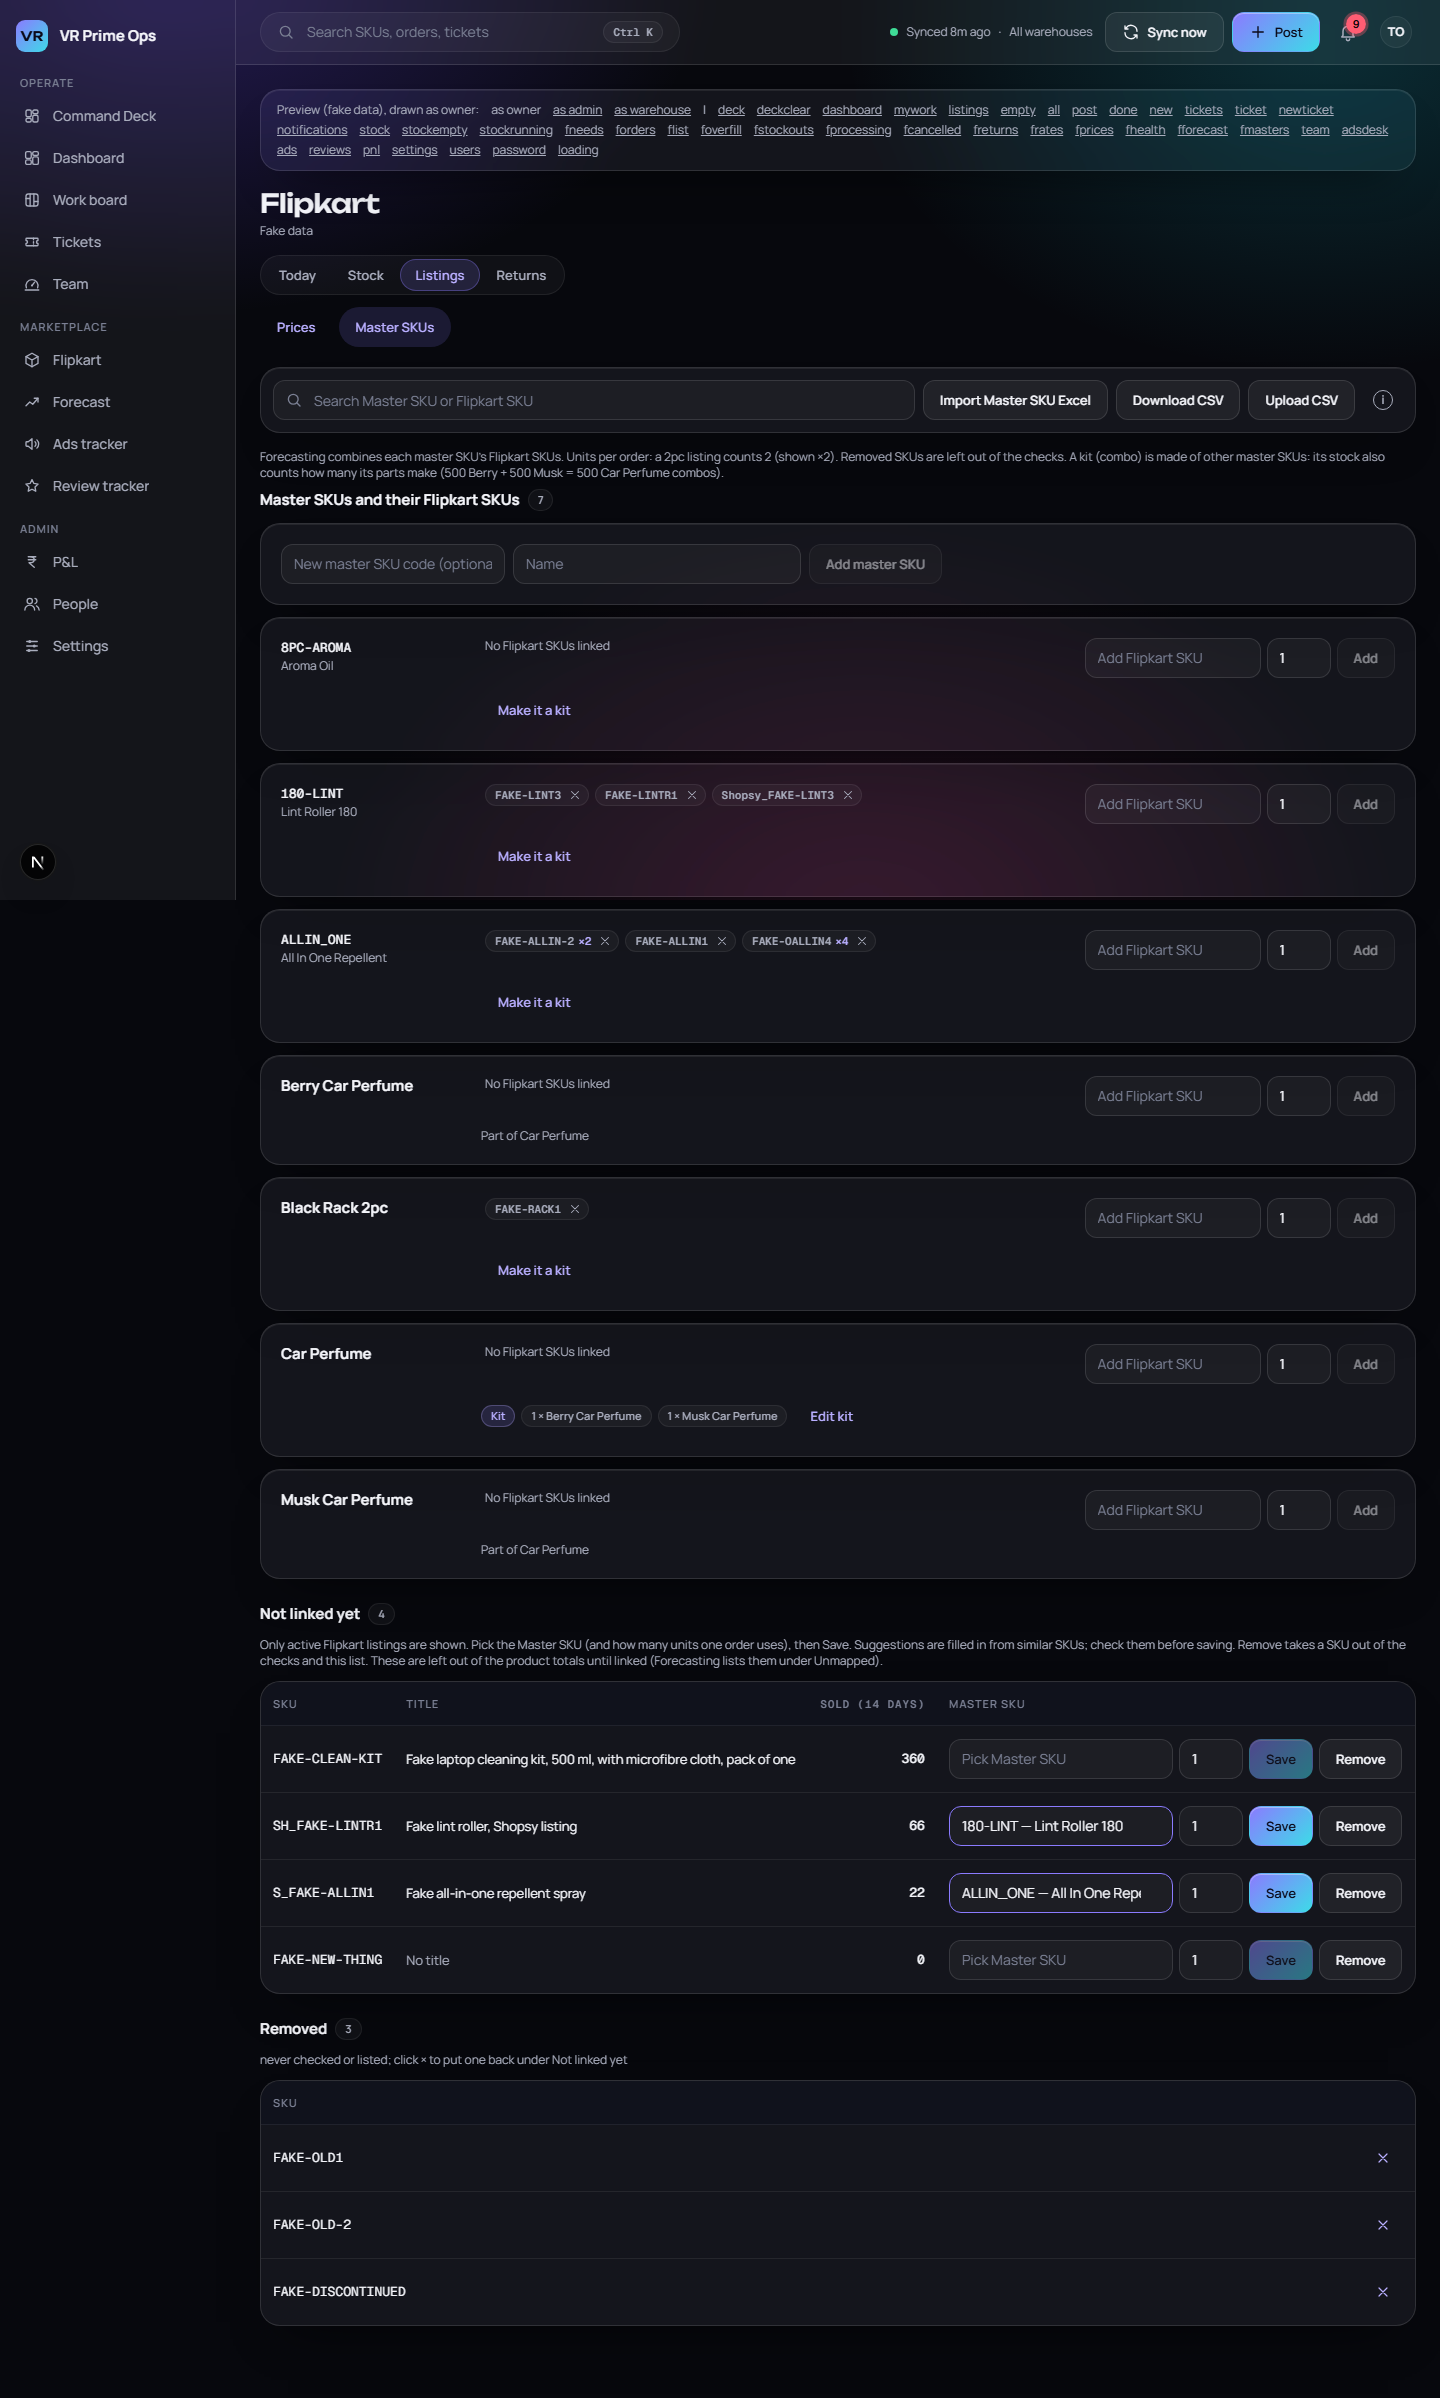 VR VR Prime Ops
Search SKUs, orders, tickets Ctrl K
Synced 8m ago · All warehouses Sync now + Post 9 TO
OPERATE
Command Deck
Dashboard
Work board
Tickets
Team
MARKETPLACE
Flipkart
Forecast
Ads tracker
Review tracker
ADMIN
₹ P&L
People
Settings
N
Preview (fake data), drawn as owner: as owner as admin as warehouse | deck deckclear dashboard mywork listings empty all post done new tickets ticket newticket
notifications stock stockempty stockrunning fneeds forders flist foverfill fstockouts fprocessing fcancelled freturns frates fprices fhealth fforecast fmasters team adsdesk
ads reviews pnl settings users password loading
Flipkart
Fake data
Today Stock Listings Returns
Prices Master SKUs
Search Master SKU or Flipkart SKU Import Master SKU Excel Download CSV Upload CSV i
Forecasting combines each master SKU's Flipkart SKUs. Units per order: a 2pc listing counts 2 (shown ×2). Removed SKUs are left out of the checks. A kit (combo) is made of other master SKUs: its stock also
counts how many its parts make (500 Berry + 500 Musk = 500 Car Perfume combos).
Master SKUs and their Flipkart SKUs 7
New master SKU code (optiona Name Add master SKU
8PC-AROMA No Flipkart SKUs linked Add Flipkart SKU 1 Add
Aroma Oil
Make it a kit
180-LINT FAKE-LINT3 × FAKE-LINTR1 × Shopsy_FAKE-LINT3 × Add Flipkart SKU 1 Add
Lint Roller 180
Make it a kit
ALLIN_ONE FAKE-ALLIN-2 ×2 × FAKE-ALLIN1 × FAKE-OALLIN4 ×4 × Add Flipkart SKU 1 Add
All In One Repellent
Make it a kit
Berry Car Perfume No Flipkart SKUs linked Add Flipkart SKU 1 Add
Part of Car Perfume
Black Rack 2pc FAKE-RACK1 × Add Flipkart SKU 1 Add
Make it a kit
Car Perfume No Flipkart SKUs linked Add Flipkart SKU 1 Add
Kit 1 × Berry Car Perfume 1 × Musk Car Perfume Edit kit
Musk Car Perfume No Flipkart SKUs linked Add Flipkart SKU 1 Add
Part of Car Perfume
Not linked yet 4
Only active Flipkart listings are shown. Pick the Master SKU (and how many units one order uses), then Save. Suggestions are filled in from similar SKUs; check them before saving. Remove takes a SKU out of the
checks and this list. These are left out of the product totals until linked (Forecasting lists them under Unmapped).
SKU TITLE SOLD (14 DAYS) MASTER SKU
FAKE-CLEAN-KIT Fake laptop cleaning kit, 500 ml, with microfibre cloth, pack of one 360 Pick Master SKU 1 Save Remove
SH_FAKE-LINTR1 Fake lint roller, Shopsy listing 66 180-LINT — Lint Roller 180 1 Save Remove
S_FAKE-ALLIN1 Fake all-in-one repellent spray 22 ALLIN_ONE — All In One Repe 1 Save Remove
FAKE-NEW-THING No title 0 Pick Master SKU 1 Save Remove
Removed 3
never checked or listed; click × to put one back under Not linked yet
SKU
FAKE-OLD1 ×
FAKE-OLD-2 ×
FAKE-DISCONTINUED ×